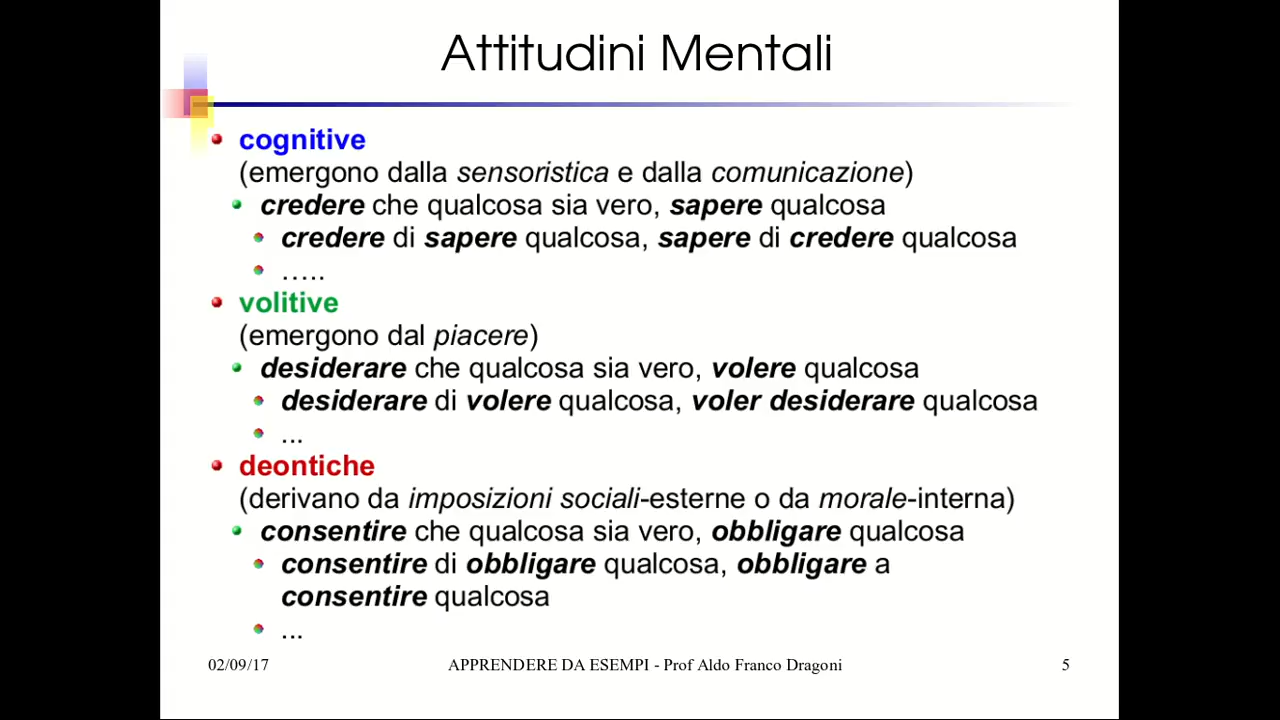 Attitudini Mentali
cognitive
(emergono dalla sensoristica e dalla comunicazione)
credere che qualcosa sia vero, sapere qualcosa
credere di sapere qualcosa, sapere di credere qualcosa
…..
volitive
(emergono dal piacere)
desiderare che qualcosa sia vero, volere qualcosa
desiderare di volere qualcosa, voler desiderare qualcosa
...
deontiche
(derivano da imposizioni sociali-esterne o da morale-interna)
consentire che qualcosa sia vero, obbligare qualcosa
consentire di obbligare qualcosa, obbligare a
consentire qualcosa
...
02/09/17 APPRENDERE DA ESEMPI - Prof Aldo Franco Dragoni 5